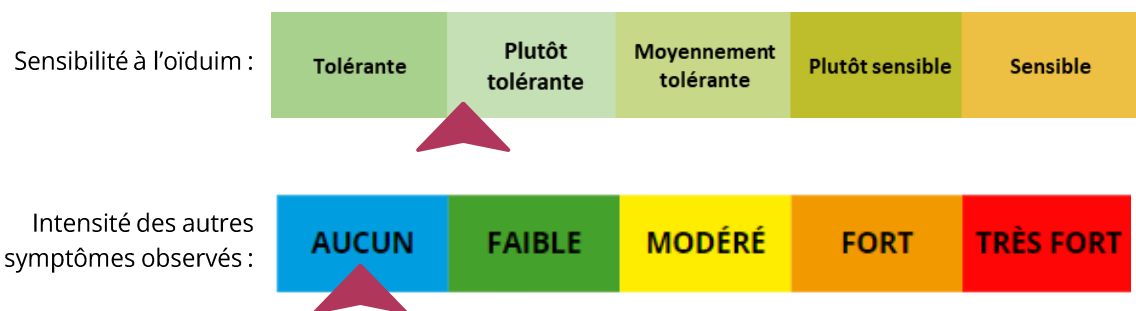 Sensibilité à l'oïduim :
Tolérante
Plutôt
tolérante
Moyennement
tolérante
Plutôt sensible
Sensible
Intensité des autres
symptômes observés :
AUCUN
FAIBLE
MODÉRÉ
FORT
TRÈS FORT